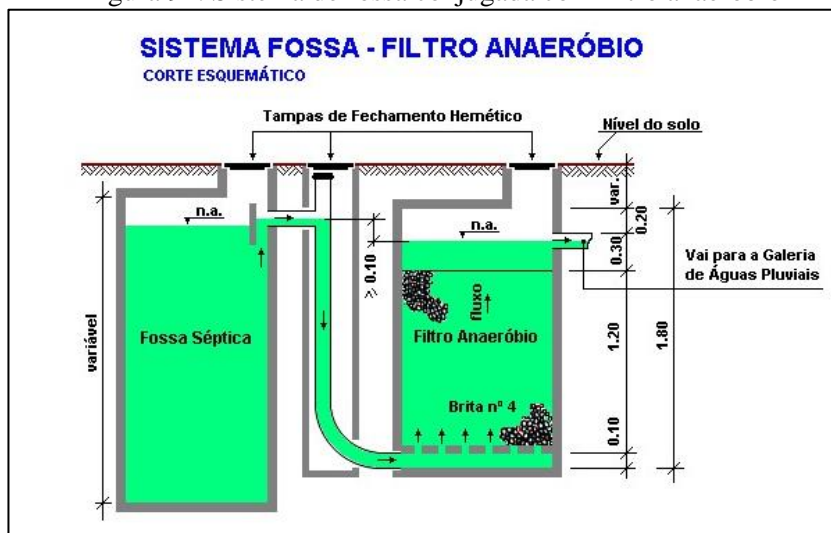 SISTEMA FOSSA - FILTRO ANAERÓBIO
CORTE ESQUEMÁTICO
Tampas de Fechamento Hemético
Nível do solo
n.a.
n.a.
var.
0.20
0.30
≥ 0.10
Vai para a Galeria
de Águas Pluviais
fluxo
Fossa Séptica
Filtro Anaeróbio
variável
1.20
1.80
Brita nº 4
0.10